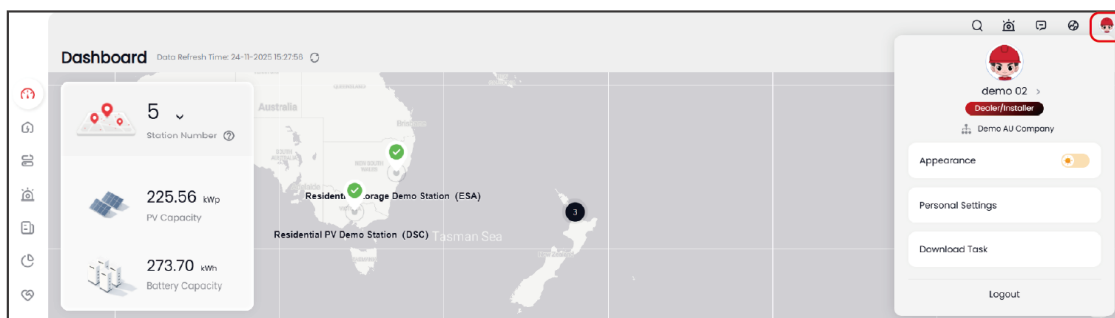 Dashboard Data Refresh Time: 24-11-2025 15:27:56
5
Station Number
225.56 kWp
PV Capacity
273.70 kWh
Battery Capacity
Australia
Residenti orage Demo Station (ESA)
Residential PV Demo Station (DSC)
Tasman Sea
3
demo 02 >
Dealer/Installer
Demo AU Company
Appearance
Personal Settings
Download Task
Logout